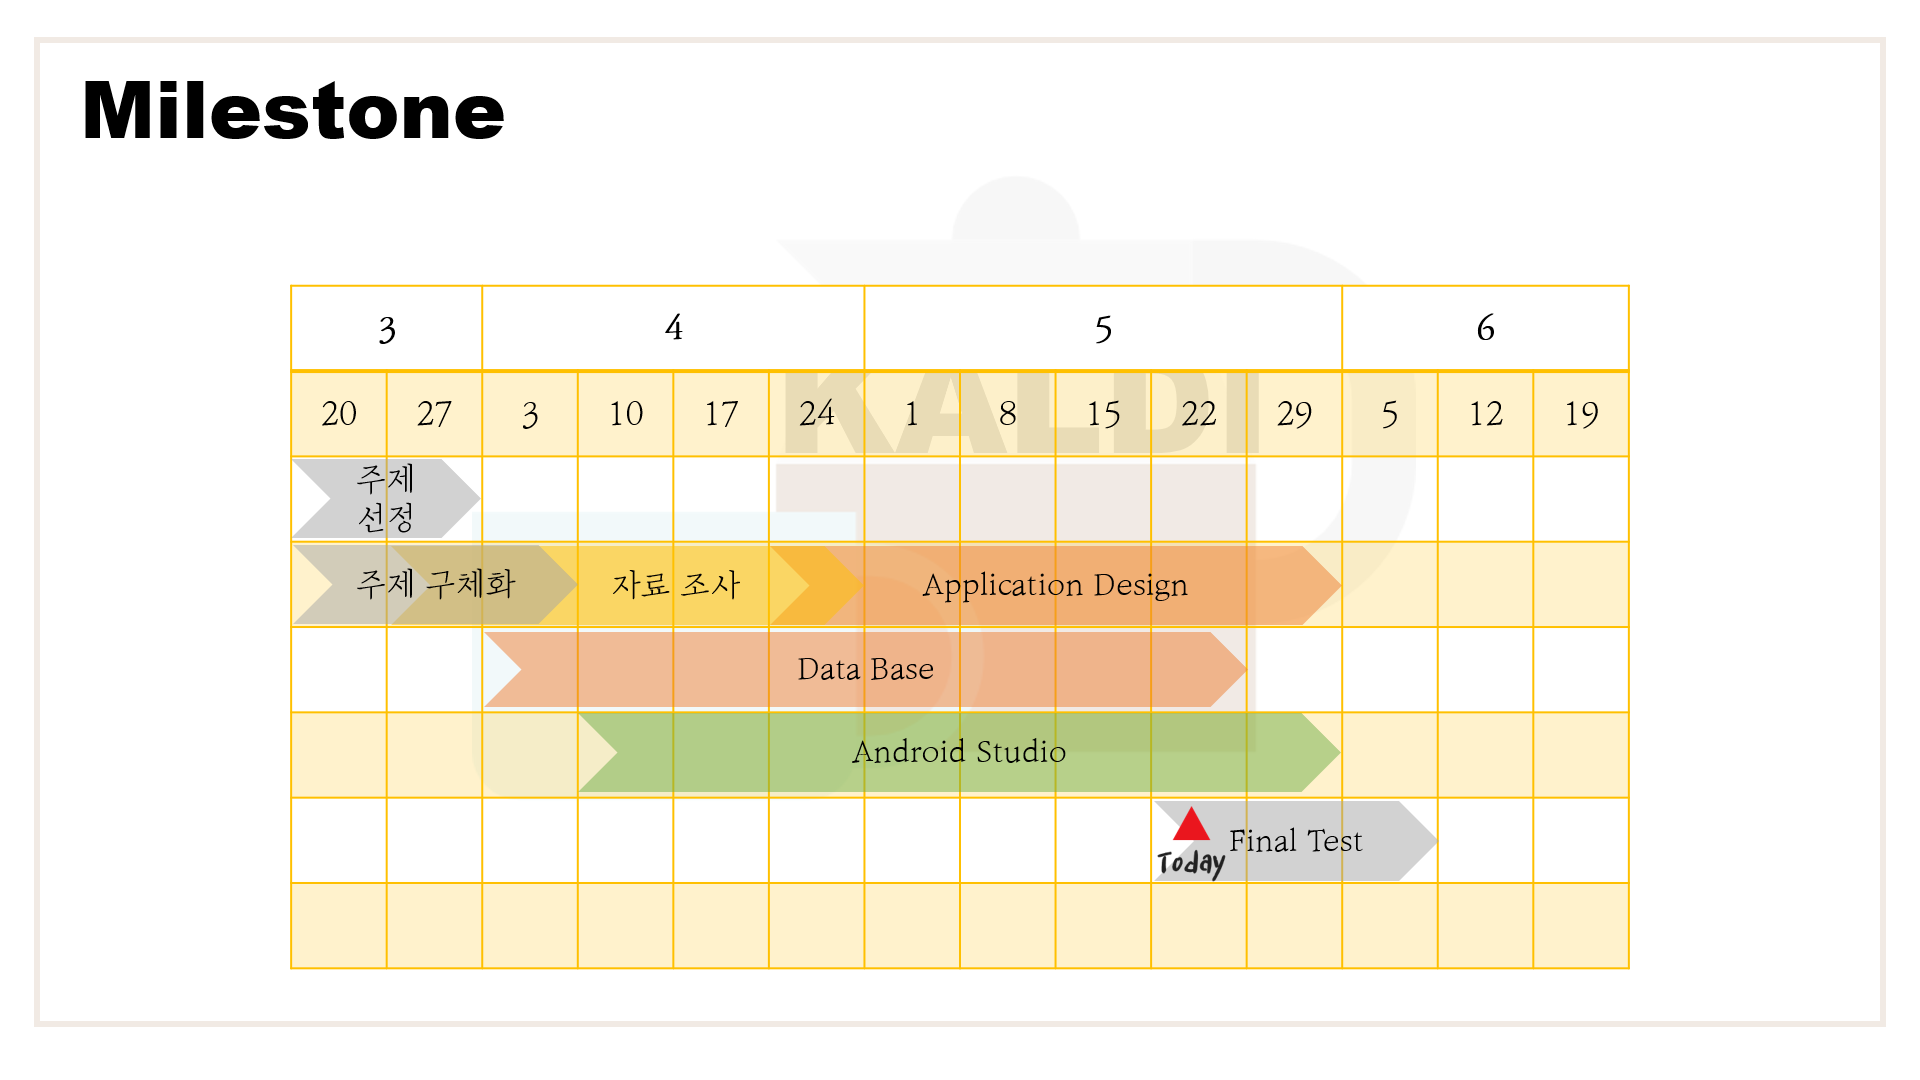 Milestone
3 4 5 6
20 27 3 10 17 24 1 8 15 22 29 5 12 19
KALDI
주제
선정
주제 구체화 자료 조사 Application Design
Data Base
Android Studio
Final Test
Today